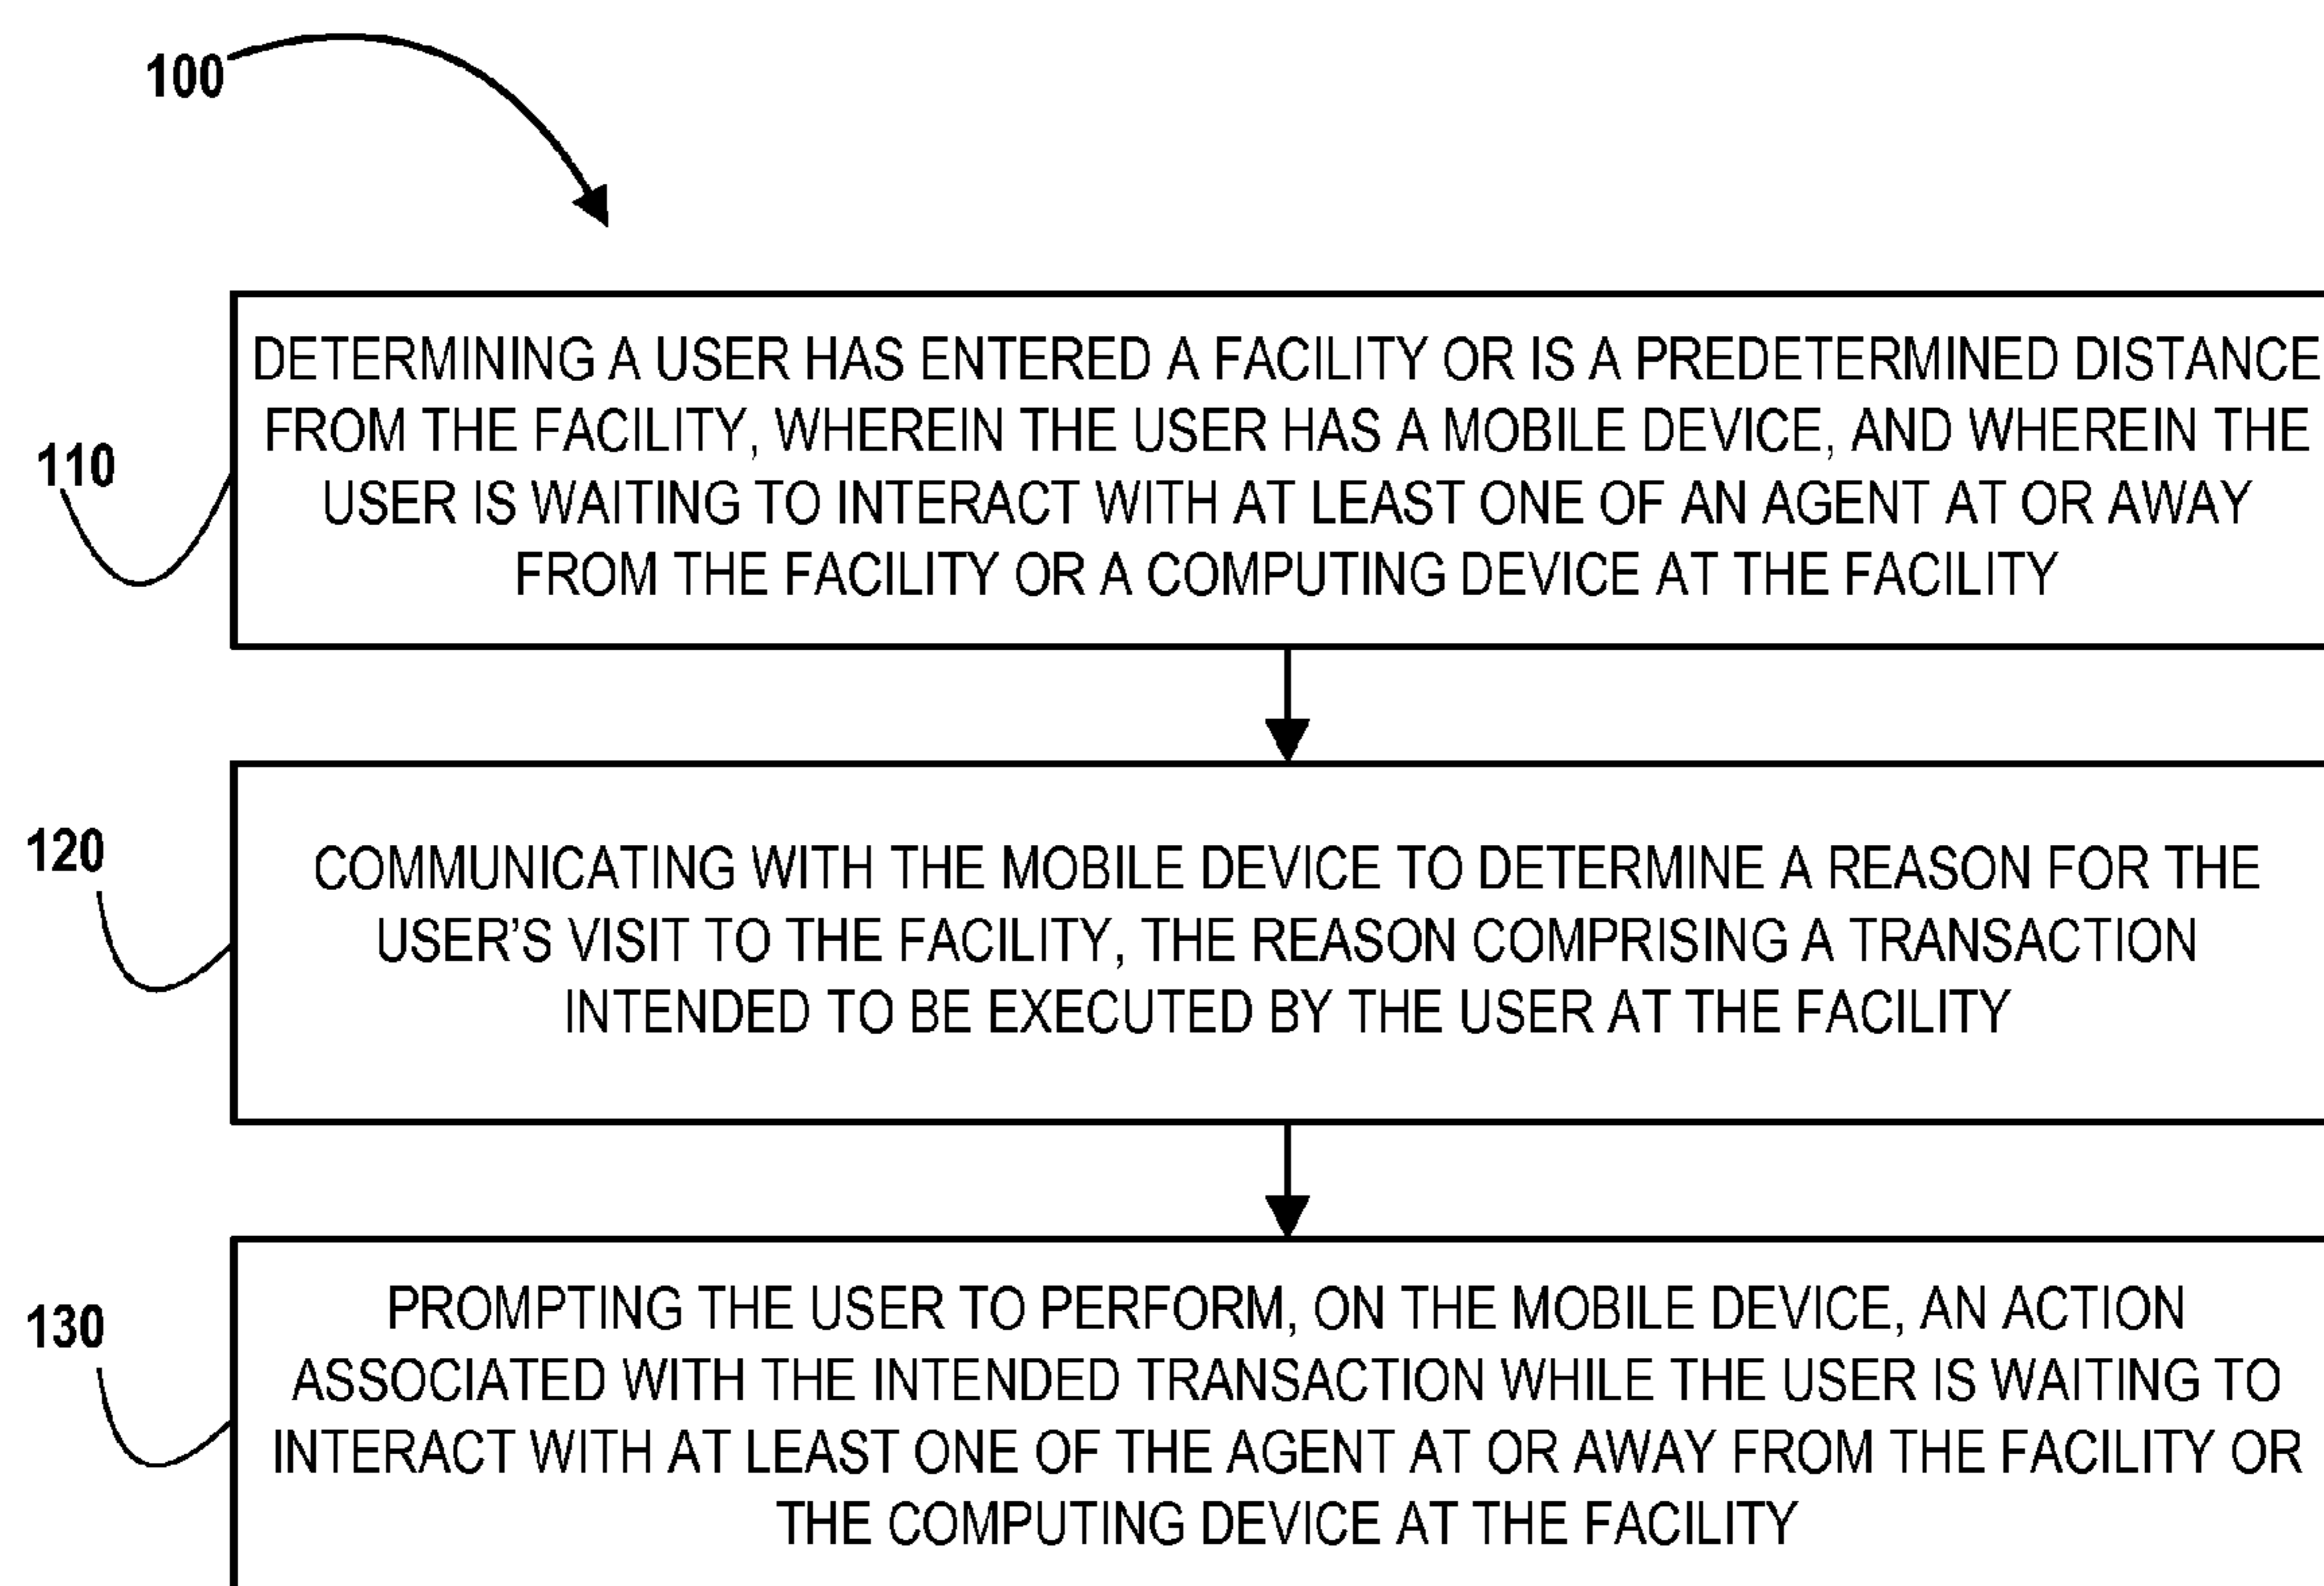 100
DETERMINING A USER HAS ENTERED A FACILITY OR IS A PREDETERMINED DISTANCE
FROM THE FACILITY, WHEREIN THE USER HAS A MOBILE DEVICE, AND WHEREIN THE
USER IS WAITING TO INTERACT WITH AT LEAST ONE OF AN AGENT AT OR AWAY
FROM THE FACILITY OR A COMPUTING DEVICE AT THE FACILITY
110
COMMUNICATING WITH THE MOBILE DEVICE TO DETERMINE A REASON FOR THE
USER’S VISIT TO THE FACILITY, THE REASON COMPRISING A TRANSACTION
INTENDED TO BE EXECUTED BY THE USER AT THE FACILITY
120
PROMPTING THE USER TO PERFORM, ON THE MOBILE DEVICE, AN ACTION
ASSOCIATED WITH THE INTENDED TRANSACTION WHILE THE USER IS WAITING TO
INTERACT WITH AT LEAST ONE OF THE AGENT AT OR AWAY FROM THE FACILITY OR
THE COMPUTING DEVICE AT THE FACILITY
130